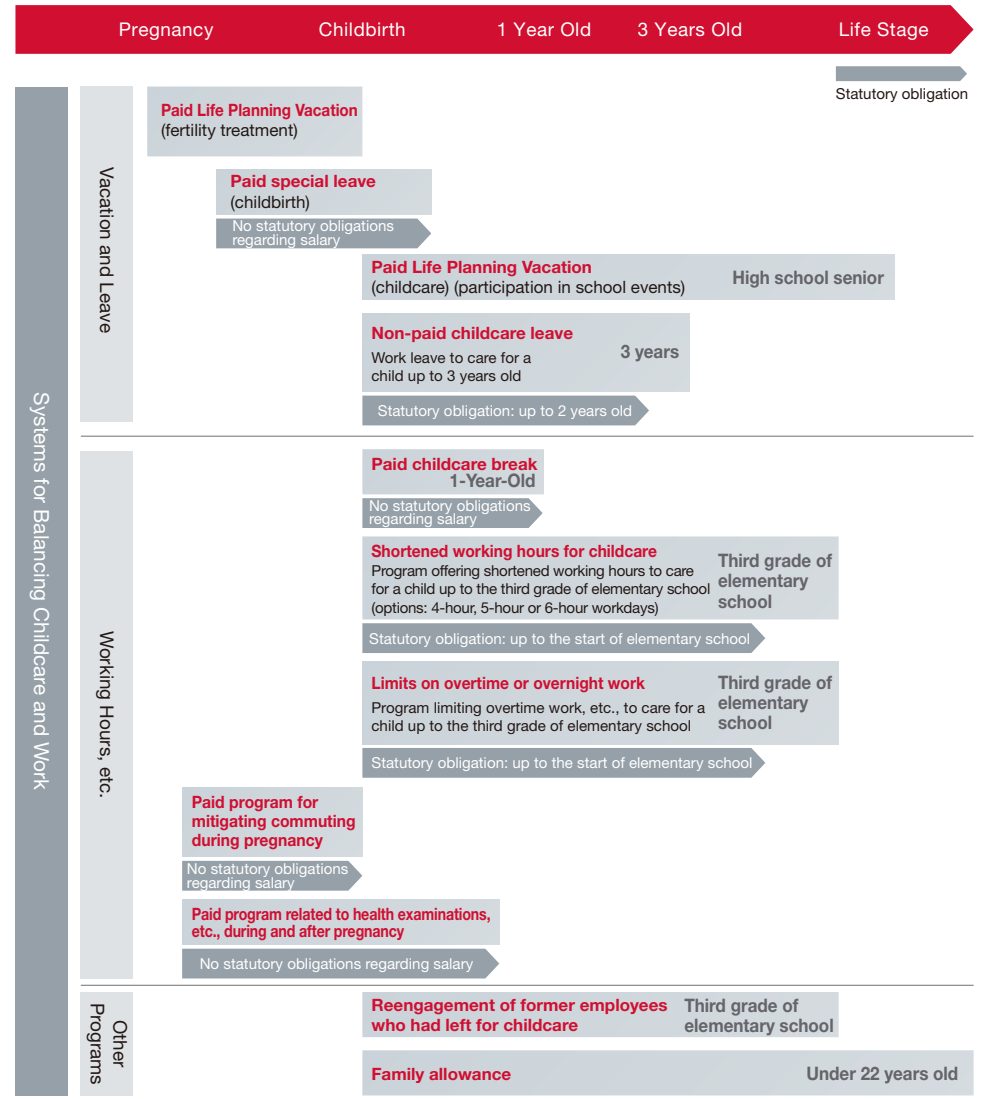 Pregnancy
Childbirth
1 Year Old
3 Years Old
Life Stage
Statutory obligation
Systems for Balancing Childcare and Work
Vacation and Leave
Paid Life Planning Vacation
(fertility treatment)
Paid special leave
(childbirth)
No statutory obligations
regarding salary
Paid Life Planning Vacation
(childcare) (participation in school events)
High school senior
Non-paid childcare leave
Work leave to care for a
child up to 3 years old
3 years
Statutory obligation: up to 2 years old
Working Hours, etc.
Paid childcare break
1-Year-Old
No statutory obligations
regarding salary
Shortened working hours for childcare
Program offering shortened working hours to care
for a child up to the third grade of elementary school
(options: 4-hour, 5-hour or 6-hour workdays)
Third grade of
elementary
school
Statutory obligation: up to the start of elementary school
Limits on overtime or overnight work
Program limiting overtime work, etc., to care for a
child up to the third grade of elementary school
Third grade of
elementary
school
Statutory obligation: up to the start of elementary school
Paid program for
mitigating commuting
during pregnancy
No statutory obligations
regarding salary
Paid program related to health examinations,
etc., during and after pregnancy
No statutory obligations regarding salary
Other
Programs
Reengagement of former employees
who had left for childcare
Third grade of
elementary school
Family allowance
Under 22 years old